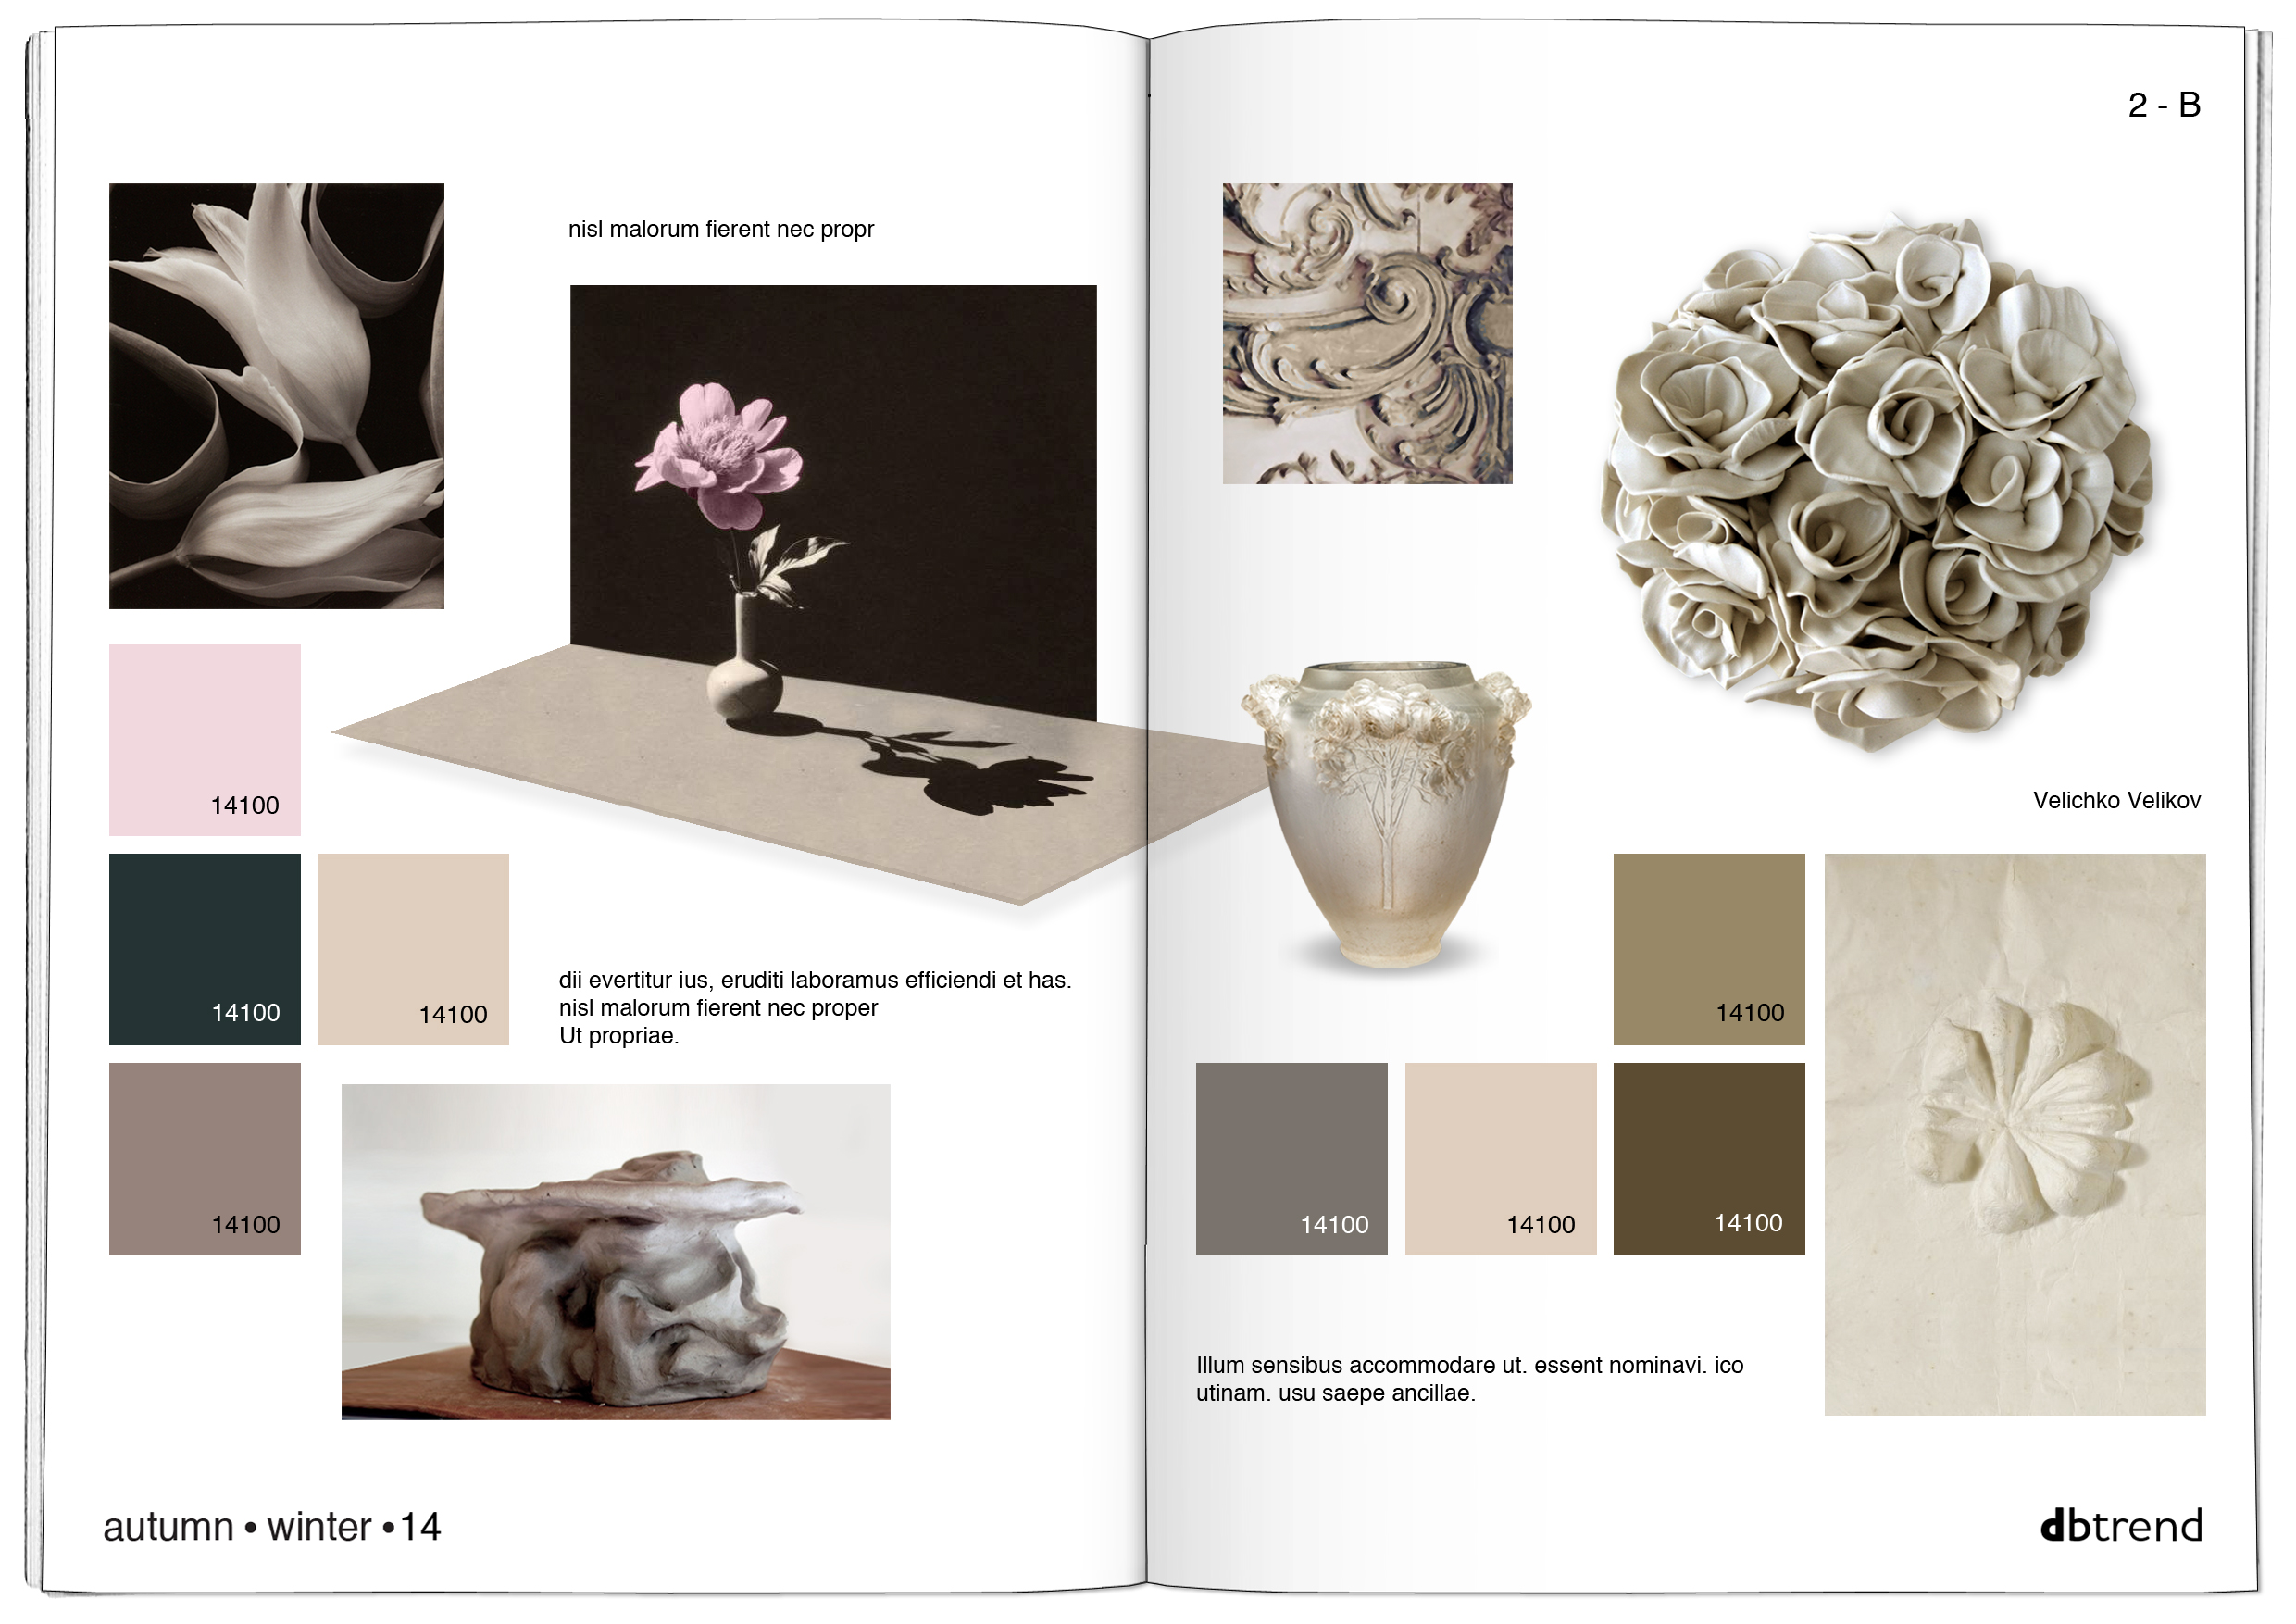 2 - B
nisl malorum fierent nec propr
14100
14100
14100
dii evertitur ius, eruditi laboramus efficiendi et has.
nisl malorum fierent nec proper
Ut propriae.
14100
Velichko Velikov
14100
14100
14100
14100
Illum sensibus accommodare ut. essent nominavi. ico
utinam. usu saepe ancillae.
autumn • winter •14
dbtrend